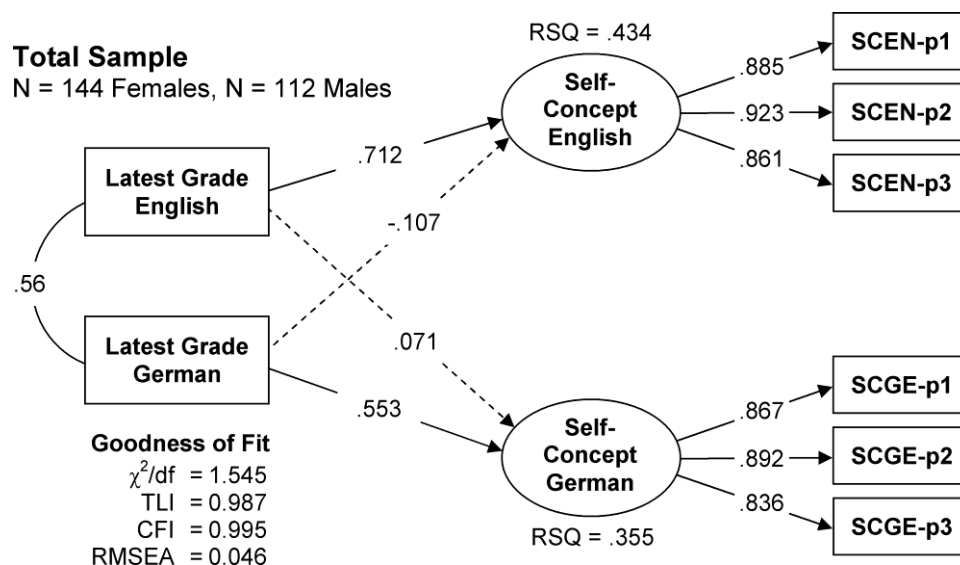 Total Sample
N = 144 Females, N = 112 Males
RSQ = .434
Self-
Concept
English
.885
.923
.861
SCEN-p1
SCEN-p2
SCEN-p3
Latest Grade
English
.712
-.107
.56
.071
Latest Grade
German
.553
Self-
Concept
German
RSQ = .355
.867
.892
.836
SCGE-p1
SCGE-p2
SCGE-p3
Goodness of Fit
χ²/df = 1.545
TLI = 0.987
CFI = 0.995
RMSEA = 0.046